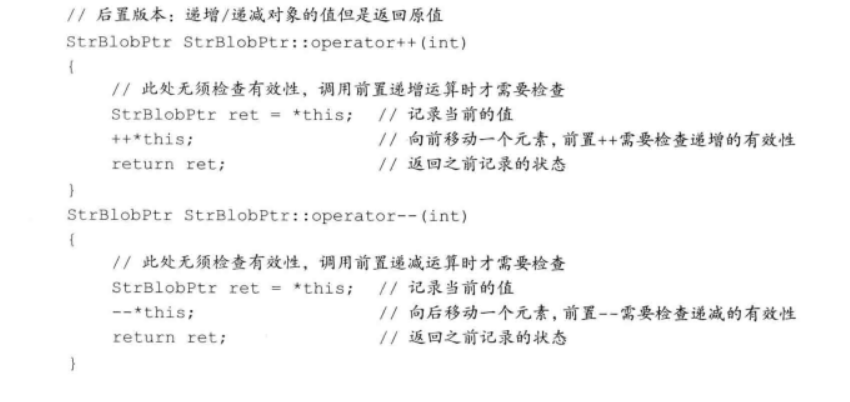 // 后置版本：递增/递减对象的值但是返回原值
StrBlobPtr StrBlobPtr::operator++(int)
{
// 此处无须检查有效性，调用前置递增运算时才需要检查
StrBlobPtr ret = *this; // 记录当前的值
++*this; // 向前移动一个元素，前置++需要检查递增的有效性
return ret; // 返回之前记录的状态
}
StrBlobPtr StrBlobPtr::operator--(int)
{
// 此处无须检查有效性，调用前置递减运算时才需要检查
StrBlobPtr ret = *this; // 记录当前的值
--*this; // 向后移动一个元素，前置--需要检查递减的有效性
return ret; // 返回之前记录的状态
}